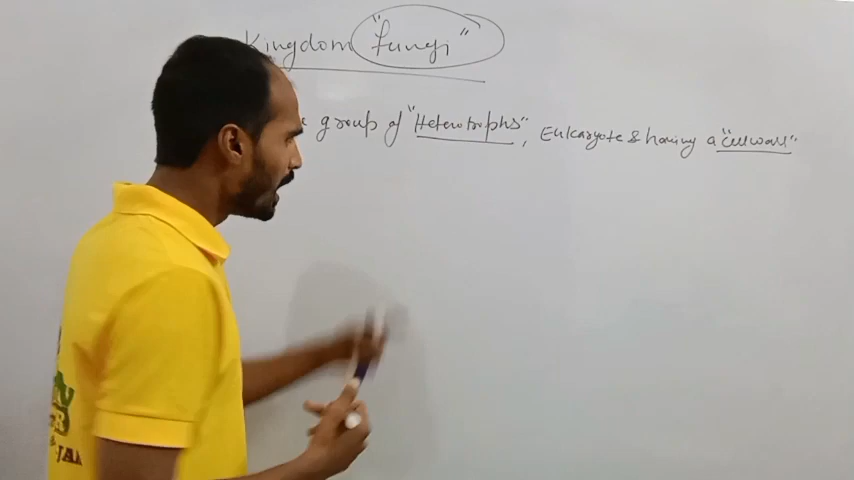 Kingdom "fungi"
group of "Heterotrophs", Eukaryote & having a "cell wall"